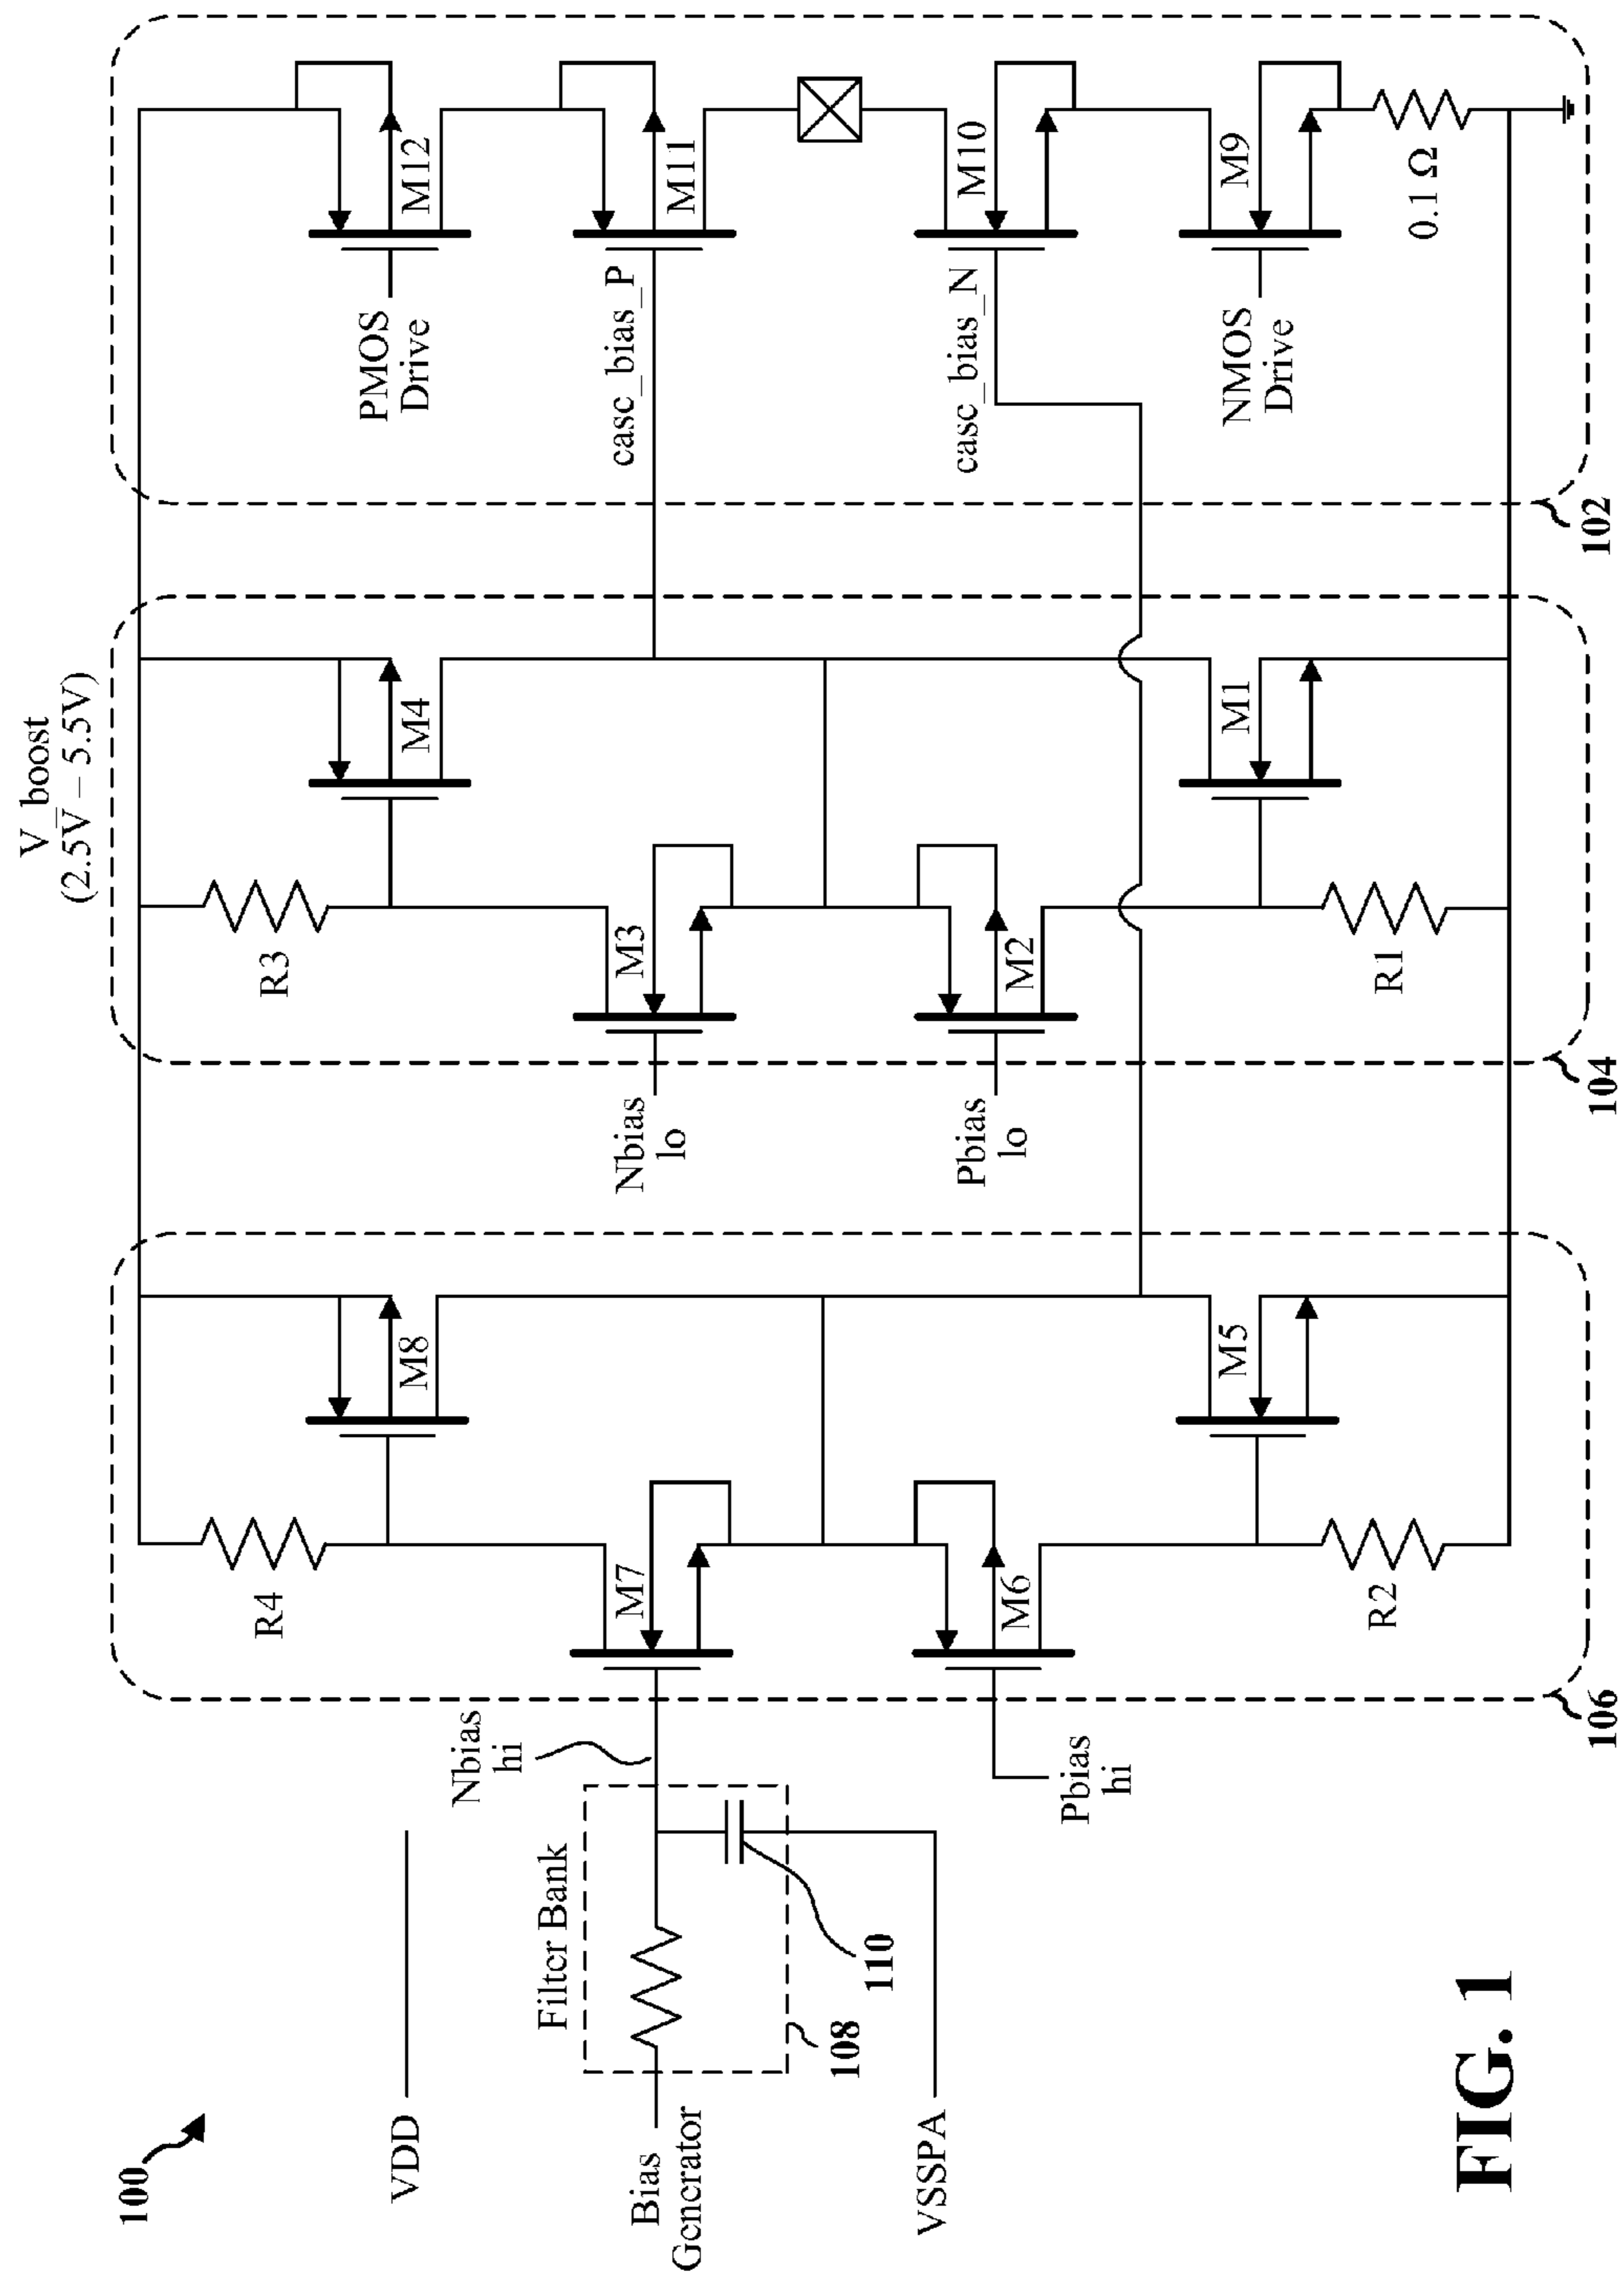 100
VDD
Bias
Generator
VSSPA
Filter Bank
108
110
Nbias
hi
Pbias
hi
106
R4
M8
M7
M6
M5
R2
Nbias
lo
Pbias
lo
104
V_boost
(2.5V – 5.5V)
R3
M4
M3
M2
M1
R1
102
PMOS
Drive
M12
casc_bias_P
M11
casc_bias_N
M10
NMOS
Drive
M9
0.1 Ω
FIG. 1